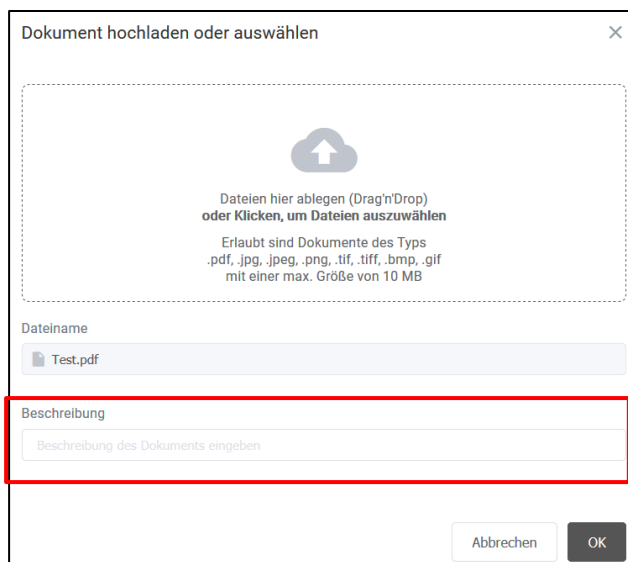 Dokument hochladen oder auswählen
Dateien hier ablegen (Drag'n'Drop)
oder Klicken, um Dateien auszuwählen
Erlaubt sind Dokumente des Typs
.pdf, .jpg, .jpeg, .png, .tif, .tiff, .bmp, .gif
mit einer max. Größe von 10 MB
Dateiname
Test.pdf
Beschreibung
Beschreibung des Dokuments eingeben
Abbrechen
OK